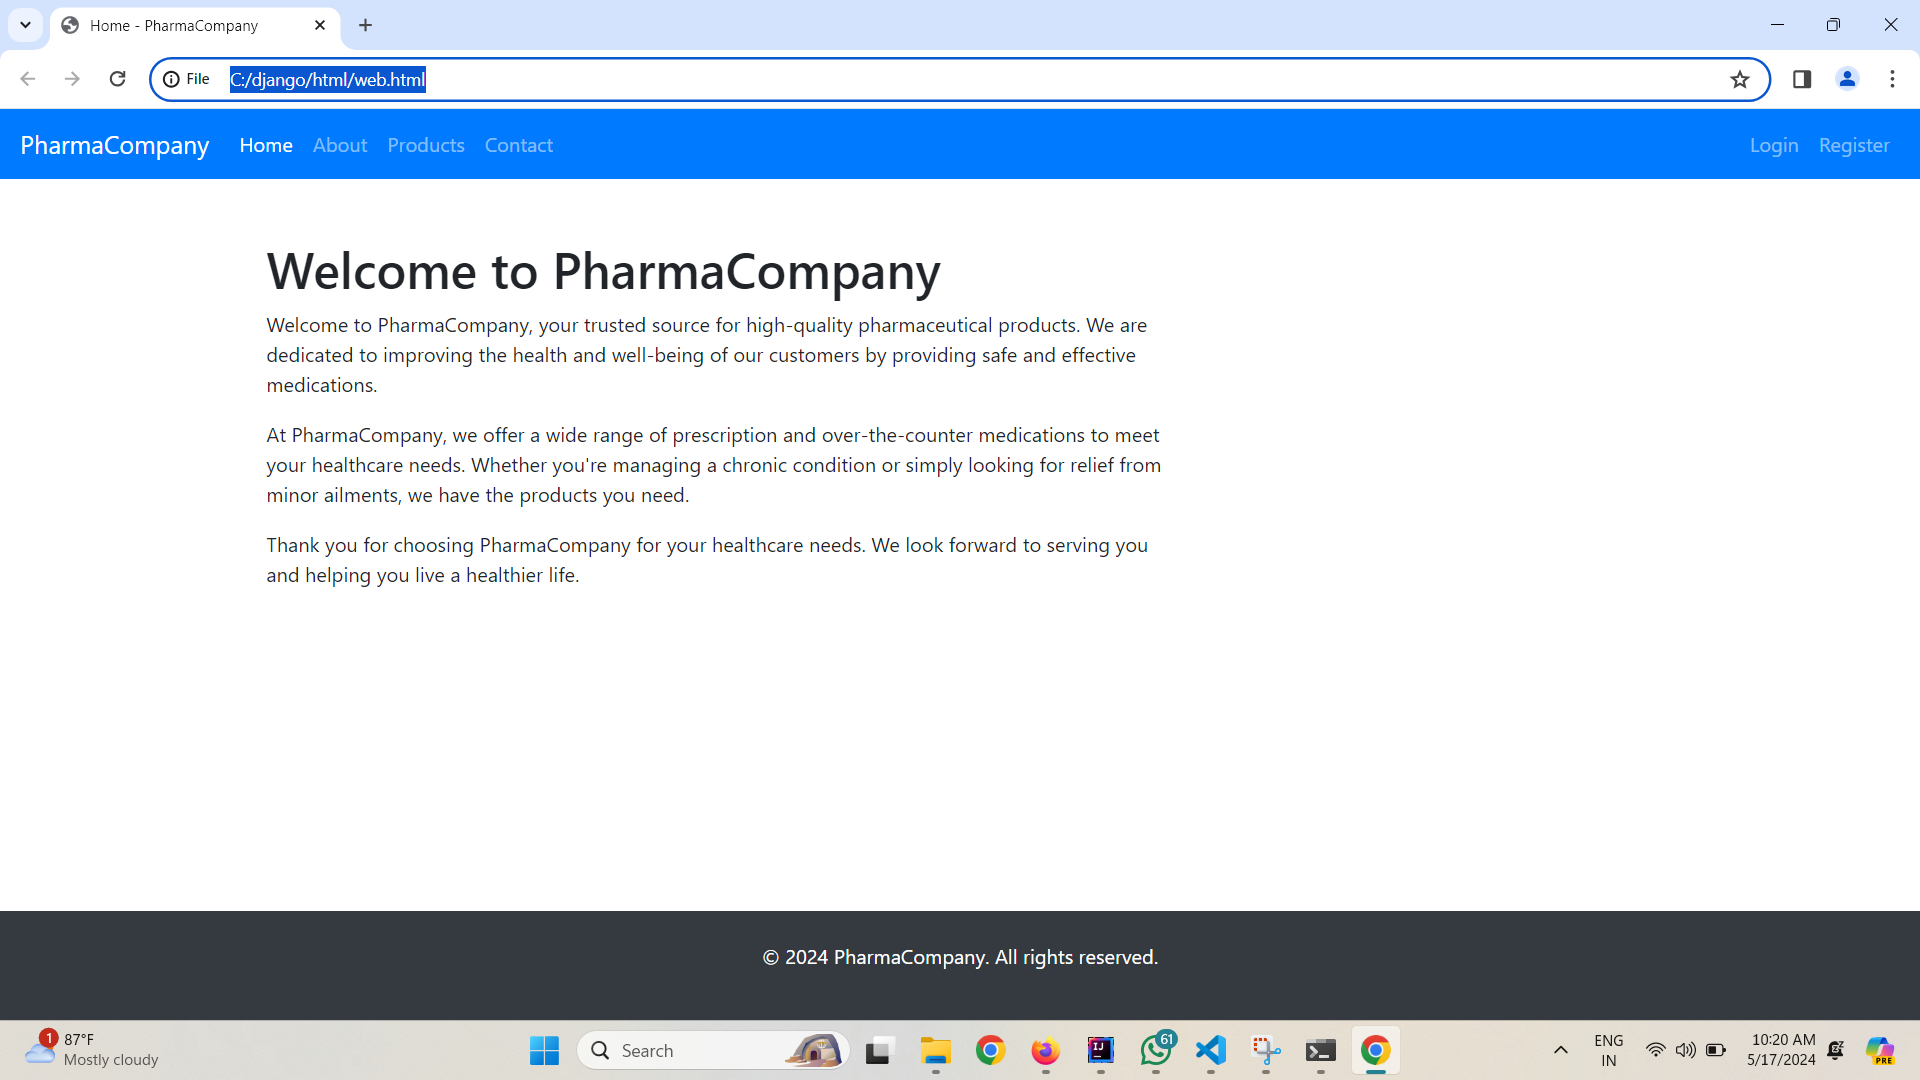 Home - PharmaCompany
File C:/django/html/web.html
PharmaCompany Home About Products Contact Login Register
Welcome to PharmaCompany
Welcome to PharmaCompany, your trusted source for high-quality pharmaceutical products. We are
dedicated to improving the health and well-being of our customers by providing safe and effective
medications.
At PharmaCompany, we offer a wide range of prescription and over-the-counter medications to meet
your healthcare needs. Whether you're managing a chronic condition or simply looking for relief from
minor ailments, we have the products you need.
Thank you for choosing PharmaCompany for your healthcare needs. We look forward to serving you
and helping you live a healthier life.
© 2024 PharmaCompany. All rights reserved.
1
87°F
Mostly cloudy
Search
IJ
61
ENG
IN
10:20 AM
5/17/2024
PRE